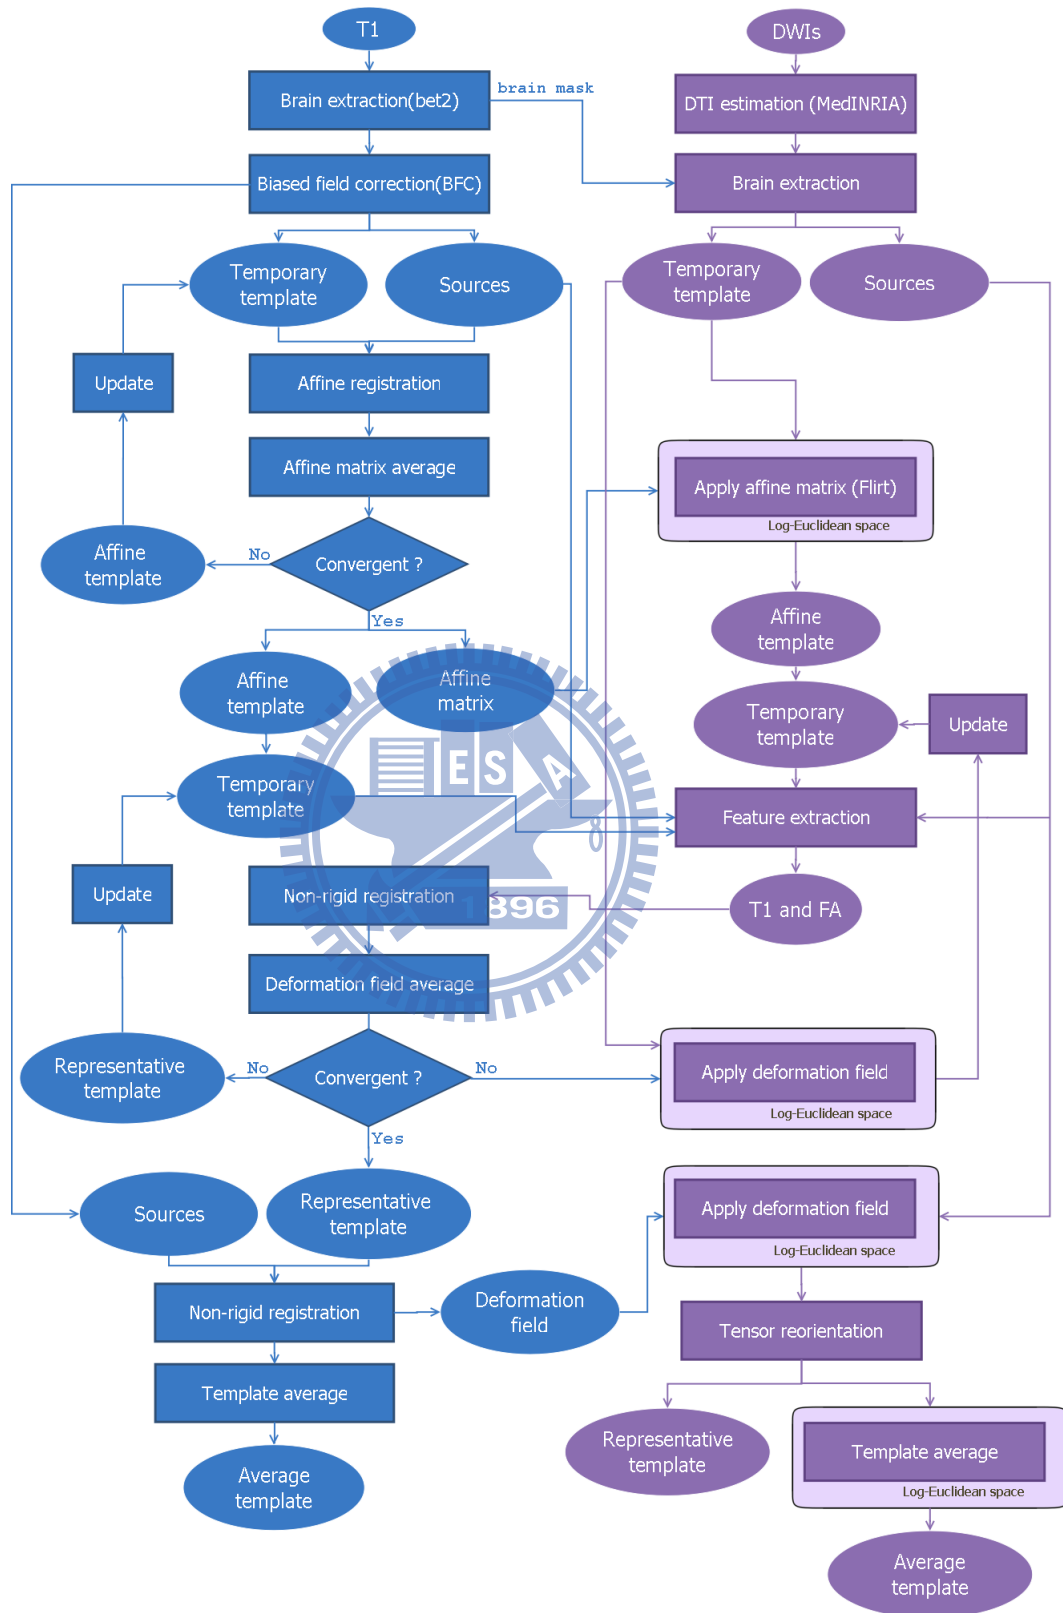 T1
DWIs
Brain extraction(bet2)
brain mask
DTI estimation (MedINRIA)
Biased field correction(BFC)
Brain extraction
Temporary
template
Sources
Temporary
template
Sources
Update
Affine registration
Affine matrix average
Apply affine matrix (Flirt)
Log-Euclidean space
Affine
template
No
Convergent ?
Yes
Affine
template
Affine
template
Affine
matrix
Temporary
template
Update
ES
A
Temporary
template
Feature extraction
Update
Non-rigid registration
1896
T1 and FA
Deformation field average
Representative
template
No
Convergent ?
No
Apply deformation field
Log-Euclidean space
Yes
Sources
Representative
template
Apply deformation field
Log-Euclidean space
Non-rigid registration
Deformation
field
Tensor reorientation
Template average
Representative
template
Template average
Log-Euclidean space
Average
template
Average
template